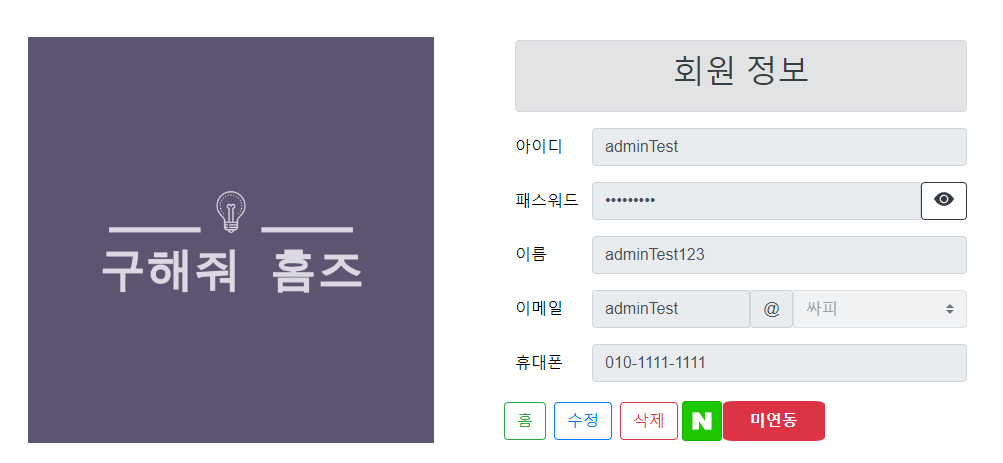 구해줘 홈즈
회원 정보
아이디 adminTest
패스워드 •••••••••
이름 adminTest123
이메일 adminTest @ 싸피
휴대폰 010-1111-1111
홈 수정 삭제 N 미연동